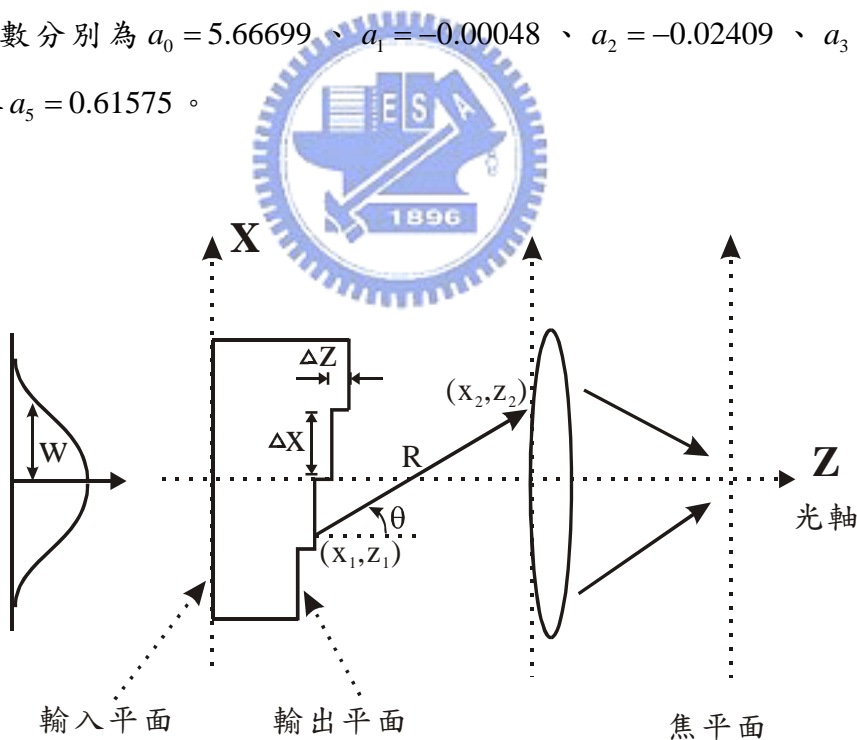 數分別為 a₀ = 5.66699 、 a₁ = −0.00048 、 a₂ = −0.02409 、 a₃
a₅ = 0.61575 。
E S A
1896
X
ΔZ
(x₂,z₂)
ΔX
W
R
Z
光軸
θ
(x₁,z₁)
輸入平面 輸出平面 焦平面